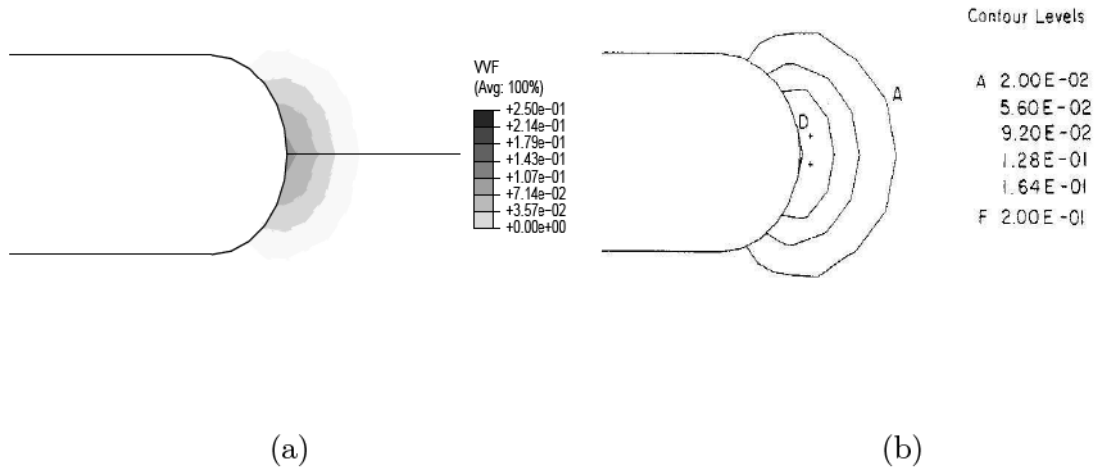 VVF
(Avg: 100%)
+2.50e−01
+2.14e−01
+1.79e−01
+1.43e−01
+1.07e−01
+7.14e−02
+3.57e−02
+0.00e+00
(a)
Contour Levels
A 2.00E-02
5.60E-02
9.20E-02
1.28E-01
1.64E-01
F 2.00E-01
A
D
(b)